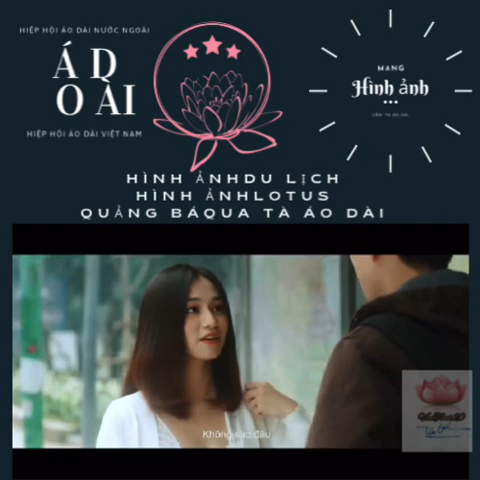 HIỆP HỘI ÁO DÀI NƯỚC NGOÀI
Á D
O ÀI
HIỆP HỘI ÁO DÀI VIỆT NAM
MANG
Hình ảnh
HÌNH ẢNHDU LỊCH
HÌNH ẢNHLOTUS
QUẢNG BÁQUA TÀ ÁO DÀI
Không sao đâu